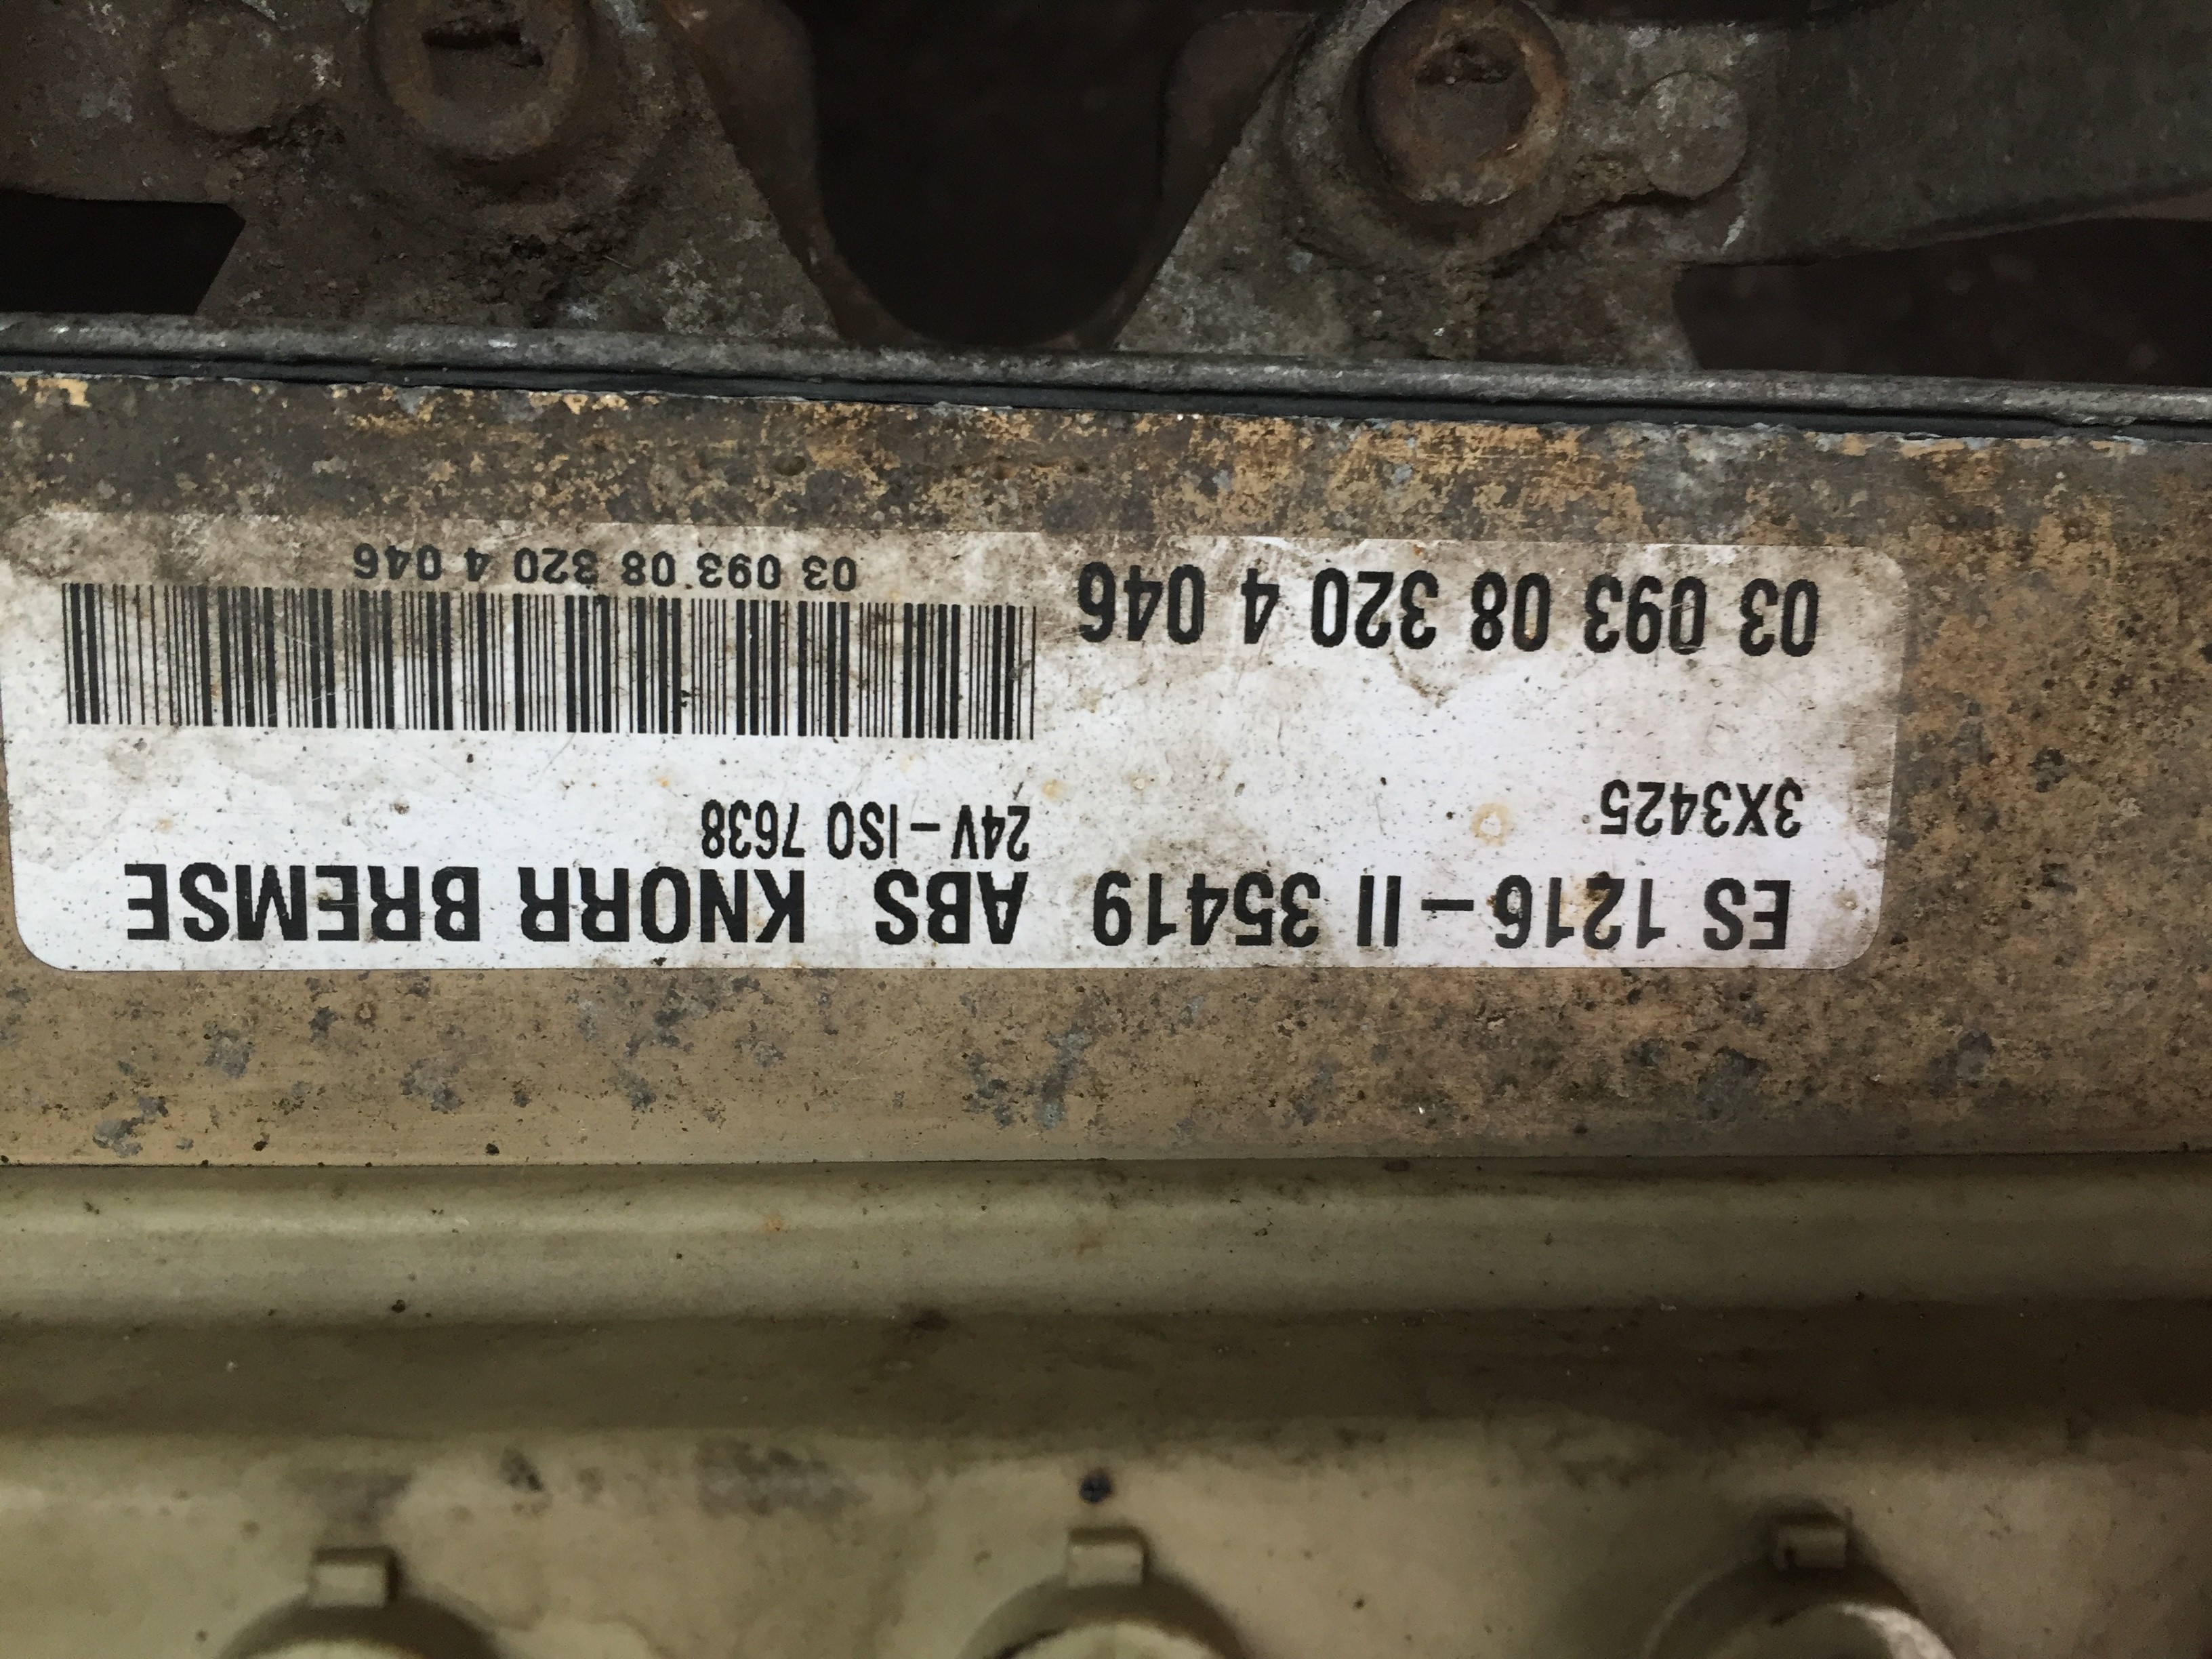 ES 1216-II 35419 ABS KNORR BREMSE
3X3425 24V-ISO 7638
03 093 08 320 4 046
03 093 08 320 4 046